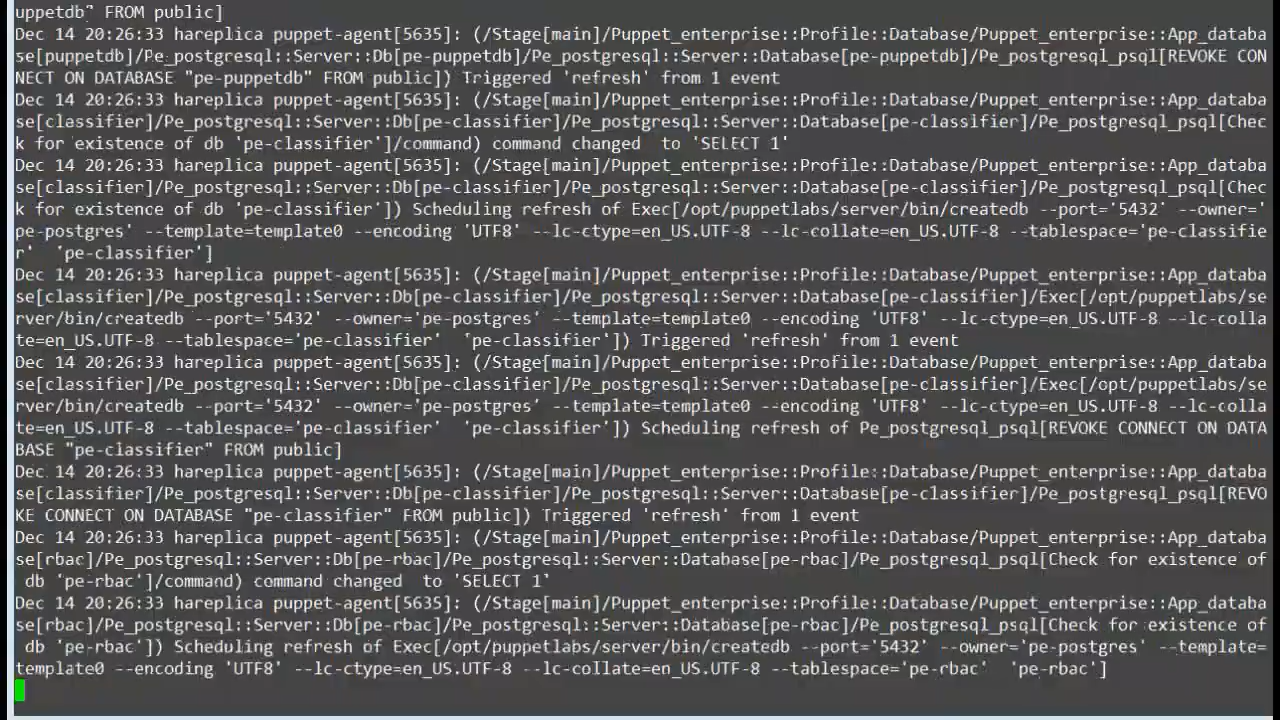 uppetdb" FROM public]
Dec 14 20:26:33 hareplica puppet-agent[5635]: (/Stage[main]/Puppet_enterprise::Profile::Database/Puppet_enterprise::App_databa
se[puppetdb]/Pe_postgresql::Server::Db[pe-puppetdb]/Pe_postgresql::Server::Database[pe-puppetdb]/Pe_postgresql_psql[REVOKE CON
NECT ON DATABASE "pe-puppetdb" FROM public]) Triggered 'refresh' from 1 event
Dec 14 20:26:33 hareplica puppet-agent[5635]: (/Stage[main]/Puppet_enterprise::Profile::Database/Puppet_enterprise::App_databa
se[classifier]/Pe_postgresql::Server::Db[pe-classifier]/Pe_postgresql::Server::Database[pe-classifier]/Pe_postgresql_psql[Chec
k for existence of db 'pe-classifier']/command) command changed  to 'SELECT 1'
Dec 14 20:26:33 hareplica puppet-agent[5635]: (/Stage[main]/Puppet_enterprise::Profile::Database/Puppet_enterprise::App_databa
se[classifier]/Pe_postgresql::Server::Db[pe-classifier]/Pe_postgresql::Server::Database[pe-classifier]/Pe_postgresql_psql[Chec
k for existence of db 'pe-classifier']) Scheduling refresh of Exec[/opt/puppetlabs/server/bin/createdb --port='5432' --owner='
pe-postgres' --template=template0 --encoding 'UTF8' --lc-ctype=en_US.UTF-8 --lc-collate=en_US.UTF-8 --tablespace='pe-classifie
r'  'pe-classifier']
Dec 14 20:26:33 hareplica puppet-agent[5635]: (/Stage[main]/Puppet_enterprise::Profile::Database/Puppet_enterprise::App_databa
se[classifier]/Pe_postgresql::Server::Db[pe-classifier]/Pe_postgresql::Server::Database[pe-classifier]/Exec[/opt/puppetlabs/se
rver/bin/createdb --port='5432' --owner='pe-postgres' --template=template0 --encoding 'UTF8' --lc-ctype=en_US.UTF-8 --lc-colla
te=en_US.UTF-8 --tablespace='pe-classifier'  'pe-classifier']) Triggered 'refresh' from 1 event
Dec 14 20:26:33 hareplica puppet-agent[5635]: (/Stage[main]/Puppet_enterprise::Profile::Database/Puppet_enterprise::App_databa
se[classifier]/Pe_postgresql::Server::Db[pe-classifier]/Pe_postgresql::Server::Database[pe-classifier]/Exec[/opt/puppetlabs/se
rver/bin/createdb --port='5432' --owner='pe-postgres' --template=template0 --encoding 'UTF8' --lc-ctype=en_US.UTF-8 --lc-colla
te=en_US.UTF-8 --tablespace='pe-classifier'  'pe-classifier']) Scheduling refresh of Pe_postgresql_psql[REVOKE CONNECT ON DATA
BASE "pe-classifier" FROM public]
Dec 14 20:26:33 hareplica puppet-agent[5635]: (/Stage[main]/Puppet_enterprise::Profile::Database/Puppet_enterprise::App_databa
se[classifier]/Pe_postgresql::Server::Db[pe-classifier]/Pe_postgresql::Server::Database[pe-classifier]/Pe_postgresql_psql[REVO
KE CONNECT ON DATABASE "pe-classifier" FROM public]) Triggered 'refresh' from 1 event
Dec 14 20:26:33 hareplica puppet-agent[5635]: (/Stage[main]/Puppet_enterprise::Profile::Database/Puppet_enterprise::App_databa
se[rbac]/Pe_postgresql::Server::Db[pe-rbac]/Pe_postgresql::Server::Database[pe-rbac]/Pe_postgresql_psql[Check for existence of
 db 'pe-rbac']/command) command changed  to 'SELECT 1'
Dec 14 20:26:33 hareplica puppet-agent[5635]: (/Stage[main]/Puppet_enterprise::Profile::Database/Puppet_enterprise::App_databa
se[rbac]/Pe_postgresql::Server::Db[pe-rbac]/Pe_postgresql::Server::Database[pe-rbac]/Pe_postgresql_psql[Check for existence of
 db 'pe-rbac']) Scheduling refresh of Exec[/opt/puppetlabs/server/bin/createdb --port='5432' --owner='pe-postgres' --template=
template0 --encoding 'UTF8' --lc-ctype=en_US.UTF-8 --lc-collate=en_US.UTF-8 --tablespace='pe-rbac'  'pe-rbac']